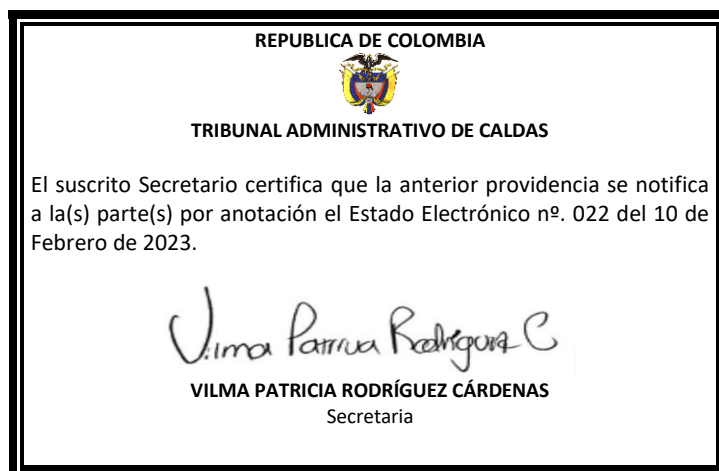 REPUBLICA DE COLOMBIA
TRIBUNAL ADMINISTRATIVO DE CALDAS
El suscrito Secretario certifica que la anterior providencia se notifica
a la(s) parte(s) por anotación el Estado Electrónico nº. 022 del 10 de
Febrero de 2023.
Vilma Patricia Rodríguez C
VILMA PATRICIA RODRÍGUEZ CÁRDENAS
Secretaria